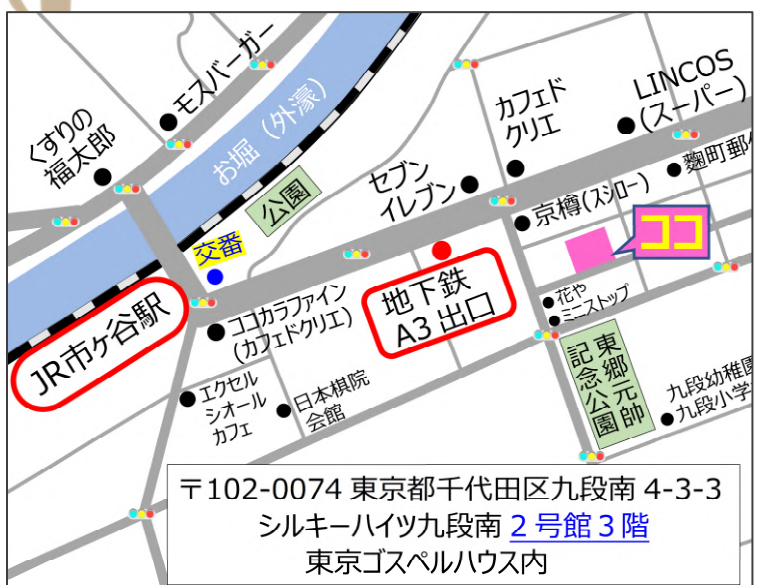 モスバーガー
くすりの
福太郎
お堀（外濠）
公園
交番
JR市ヶ谷駅
カフェド
クリエ
LINCOS
(スーパー)
セブン
イレブン
京樽(スシロー)
麴町郵
ココ
地下鉄
A3 出口
ココカラファイン
(カフェドクリエ)
花や
ミニストップ
エクセル
シオール
カフェ
日本棋院
会館
東郷元帥
記念公園
九段幼稚園
九段小学
〒102-0074 東京都千代田区九段南 4-3-3
シルキーハイツ九段南 2 号館 3 階
東京ゴスペルハウス内